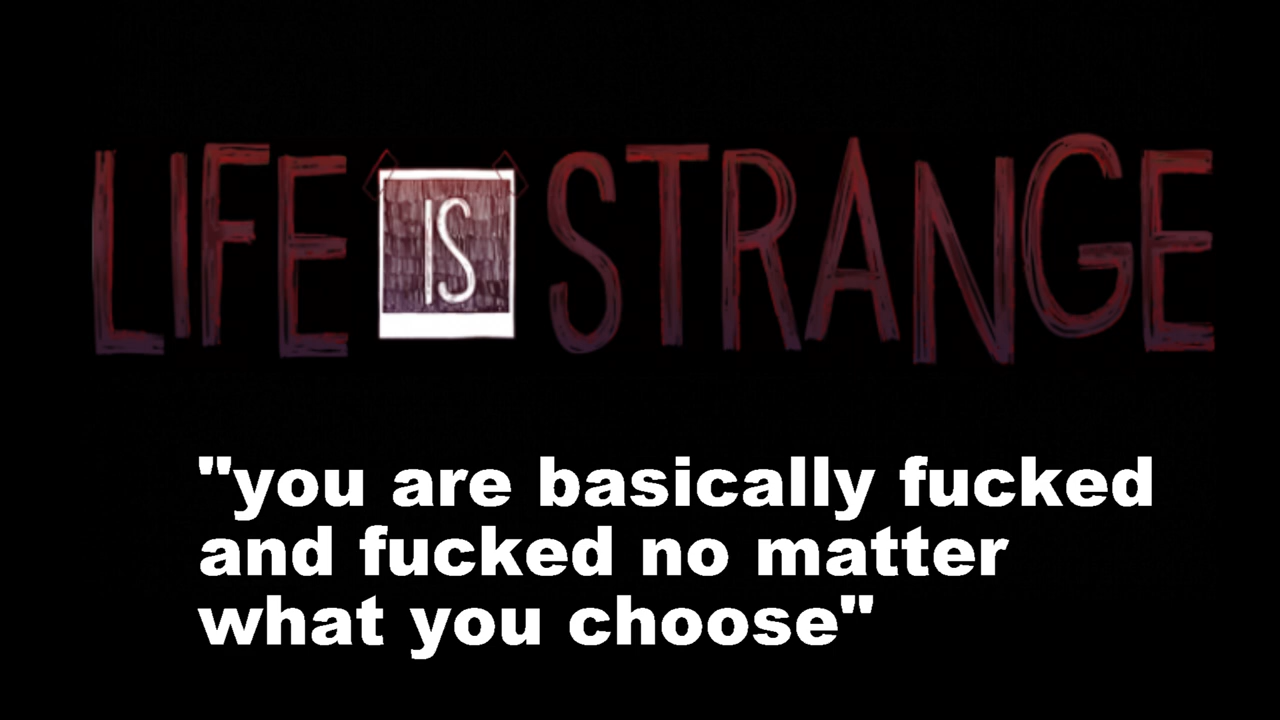 LIFE IS STRANGE
"you are basically fucked
and fucked no matter
what you choose"